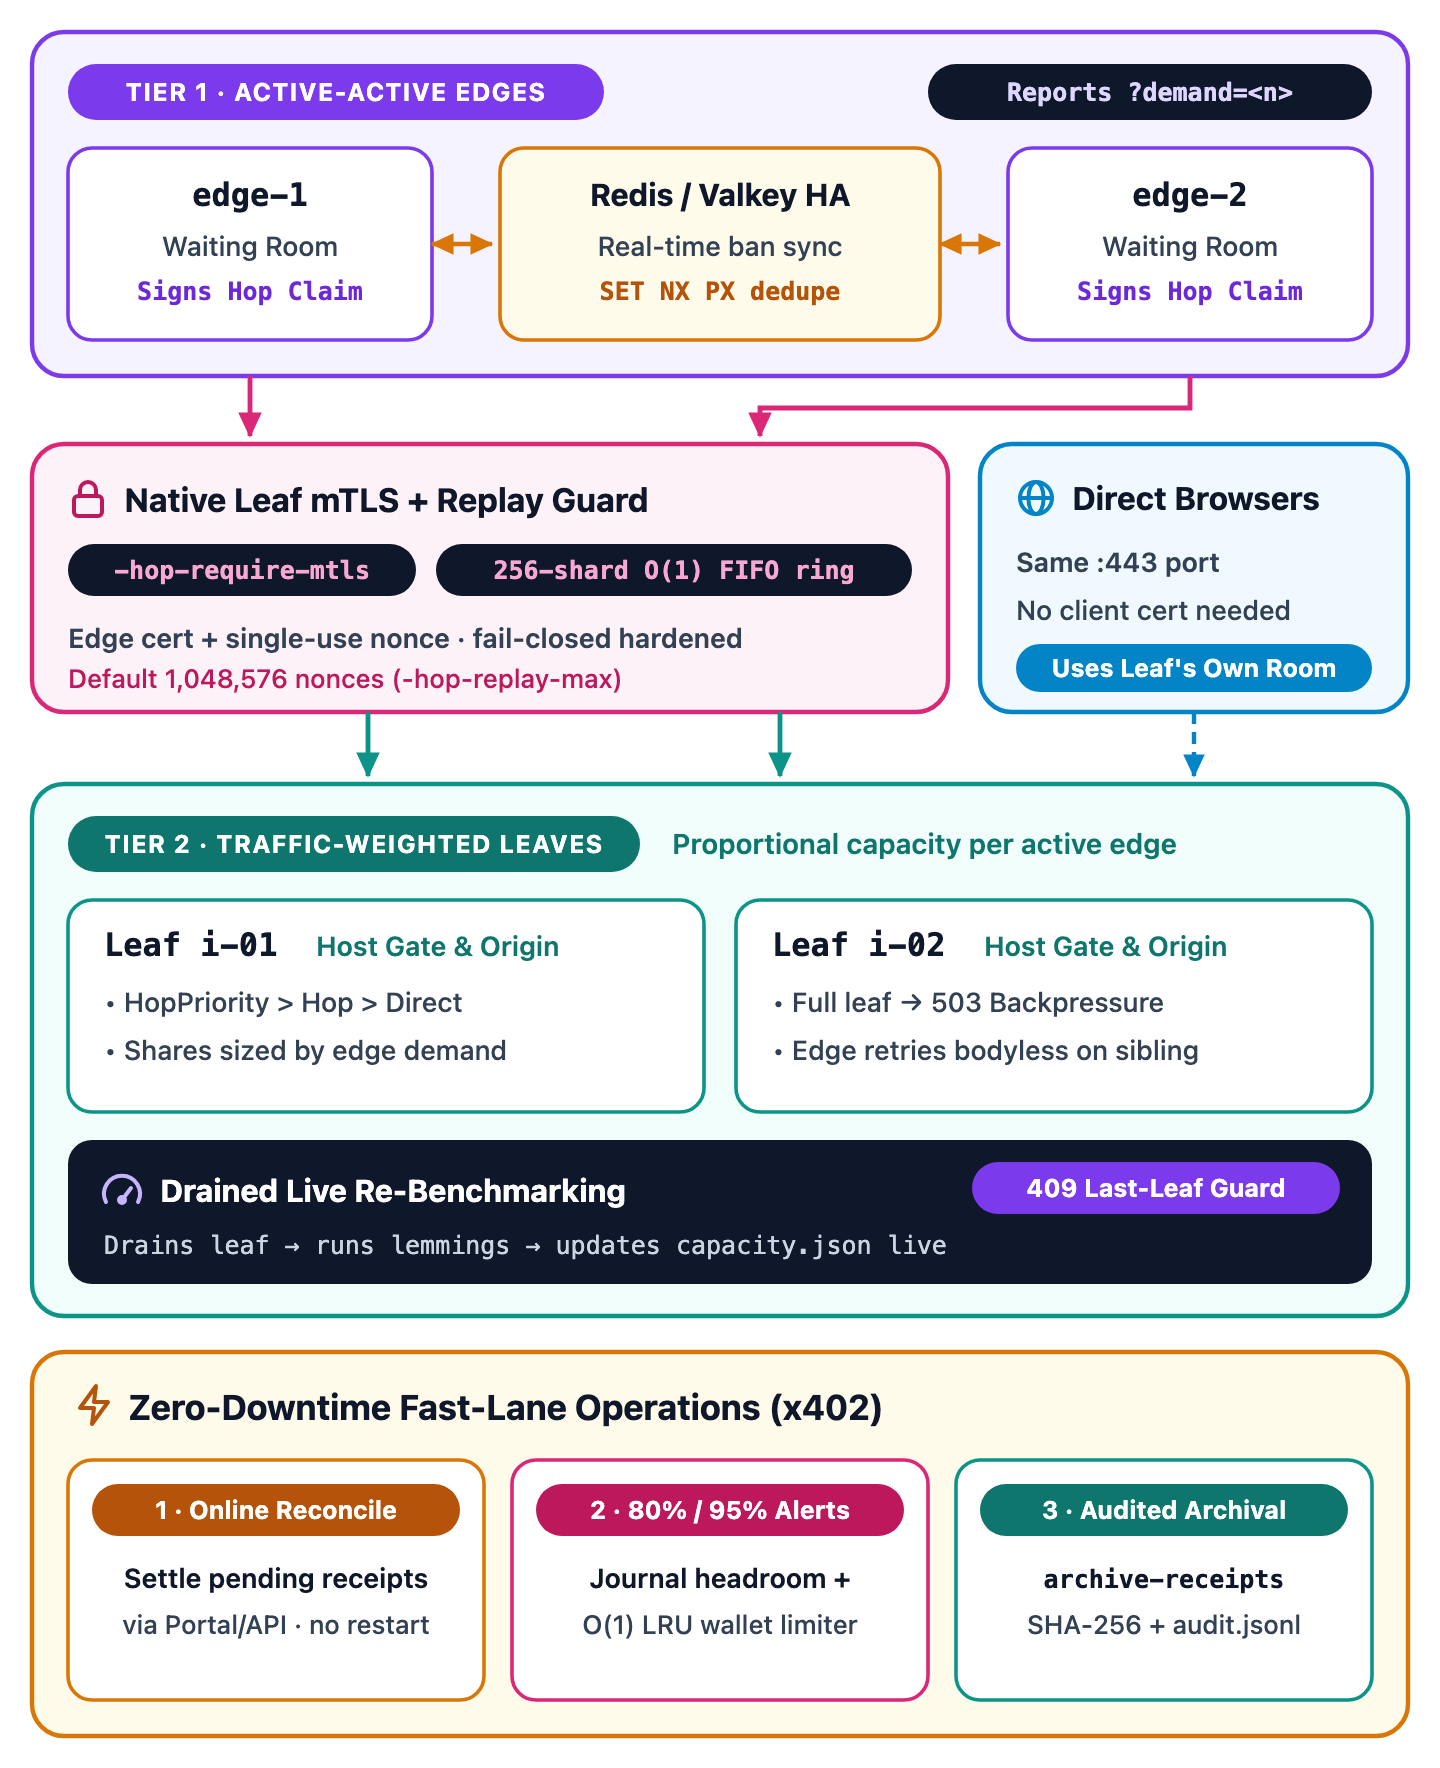 TIER 1 · ACTIVE-ACTIVE EDGES
Reports ?demand=<n>
edge-1
Waiting Room
Signs Hop Claim
Redis / Valkey HA
Real-time ban sync
SET NX PX dedupe
edge-2
Waiting Room
Signs Hop Claim
Native Leaf mTLS + Replay Guard
-hop-require-mtls
256-shard O(1) FIFO ring
Edge cert + single-use nonce · fail-closed hardened
Default 1,048,576 nonces (-hop-replay-max)
Direct Browsers
Same :443 port
No client cert needed
Uses Leaf's Own Room
TIER 2 · TRAFFIC-WEIGHTED LEAVES
Proportional capacity per active edge
Leaf i-01 Host Gate & Origin
• HopPriority > Hop > Direct
• Shares sized by edge demand
Leaf i-02 Host Gate & Origin
• Full leaf → 503 Backpressure
• Edge retries bodyless on sibling
Drained Live Re-Benchmarking
409 Last-Leaf Guard
Drains leaf → runs lemmings → updates capacity.json live
Zero-Downtime Fast-Lane Operations (x402)
1 · Online Reconcile
Settle pending receipts
via Portal/API · no restart
2 · 80% / 95% Alerts
Journal headroom +
O(1) LRU wallet limiter
3 · Audited Archival
archive-receipts
SHA-256 + audit.jsonl